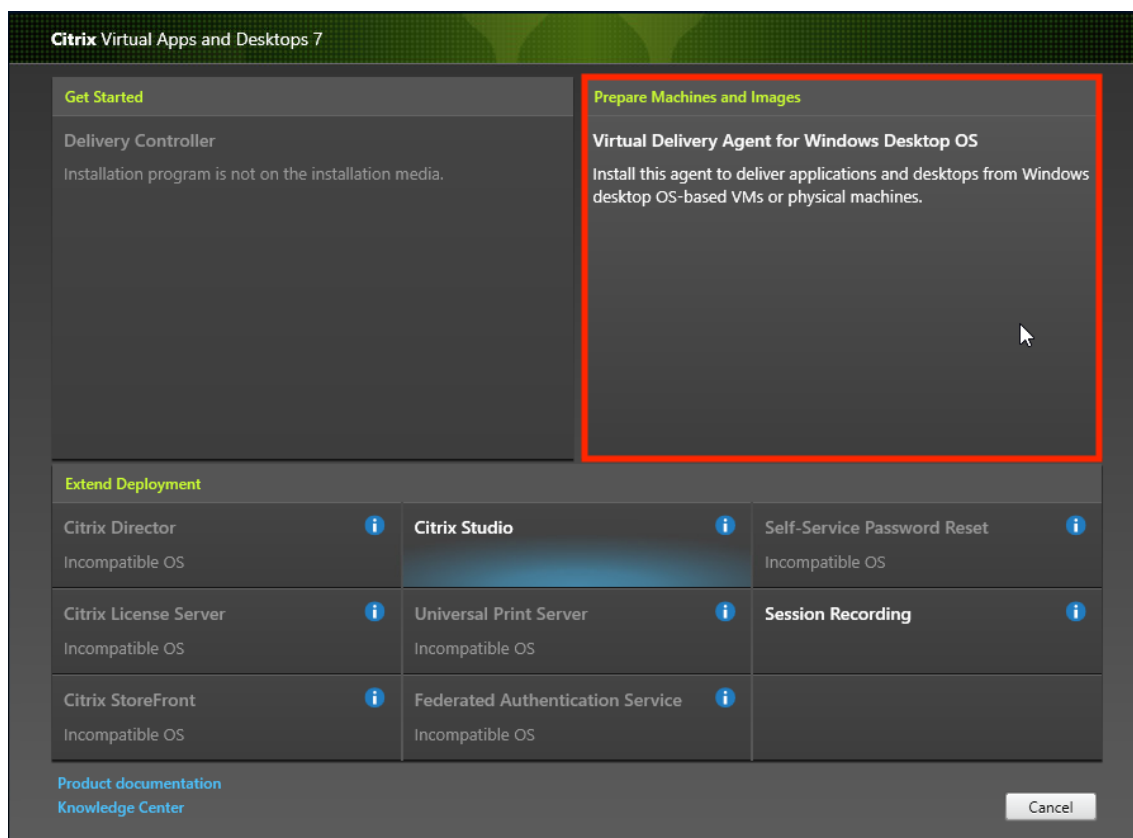 Citrix Virtual Apps and Desktops 7
Get Started
Delivery Controller
Installation program is not on the installation media.
Prepare Machines and Images
Virtual Delivery Agent for Windows Desktop OS
Install this agent to deliver applications and desktops from Windows
desktop OS-based VMs or physical machines.
Extend Deployment
Citrix Director
Incompatible OS
Citrix Studio
Self-Service Password Reset
Incompatible OS
Citrix License Server
Incompatible OS
Universal Print Server
Incompatible OS
Session Recording
Citrix StoreFront
Incompatible OS
Federated Authentication Service
Incompatible OS
Product documentation
Knowledge Center
Cancel